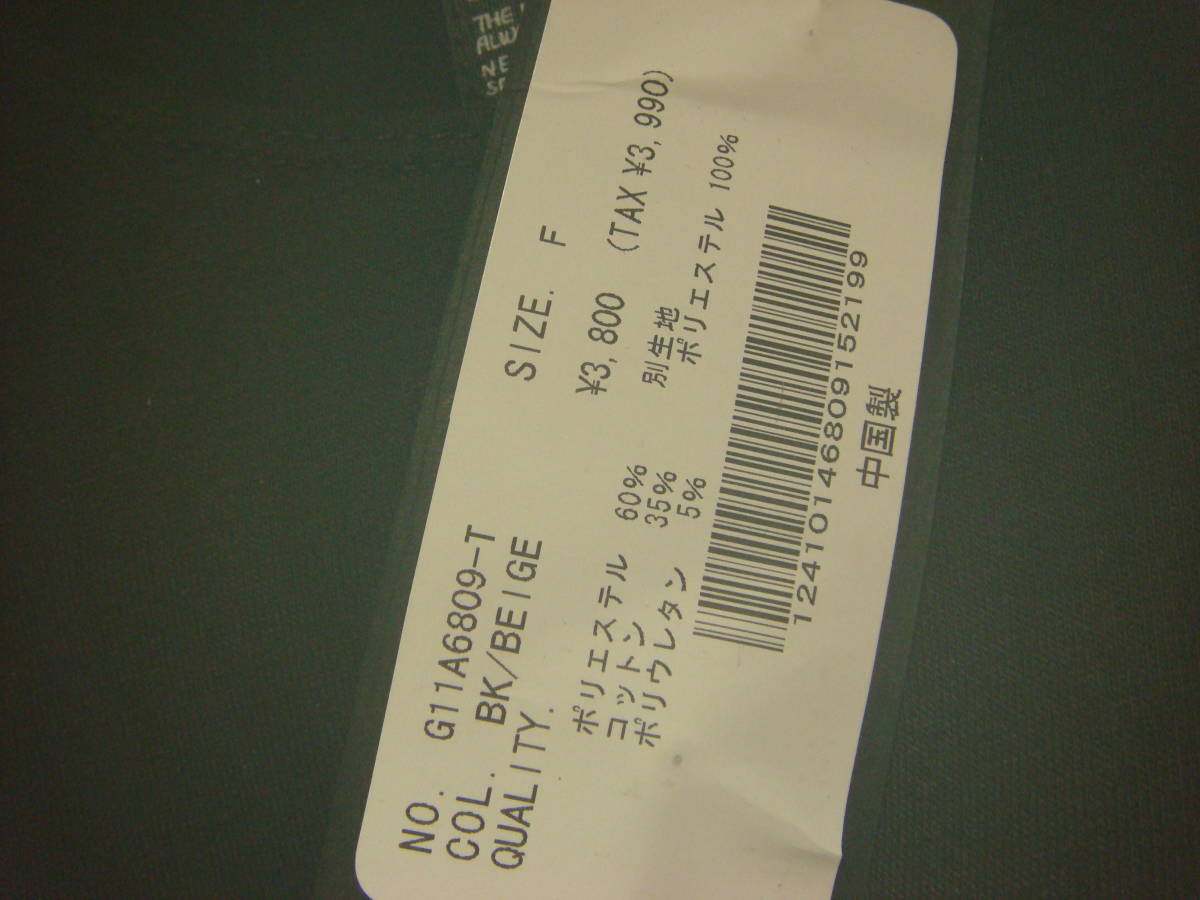 THE
ALW
NE
NO. G11A6809-T SIZE. F
COL. BK/BEIGE
QUALITY. ¥3,800 (TAX ¥3,990)
ポリエステル 60% 別生地
コットン 35% ポリエステル 100%
ポリウレタン 5%
12410146809152199
中国製